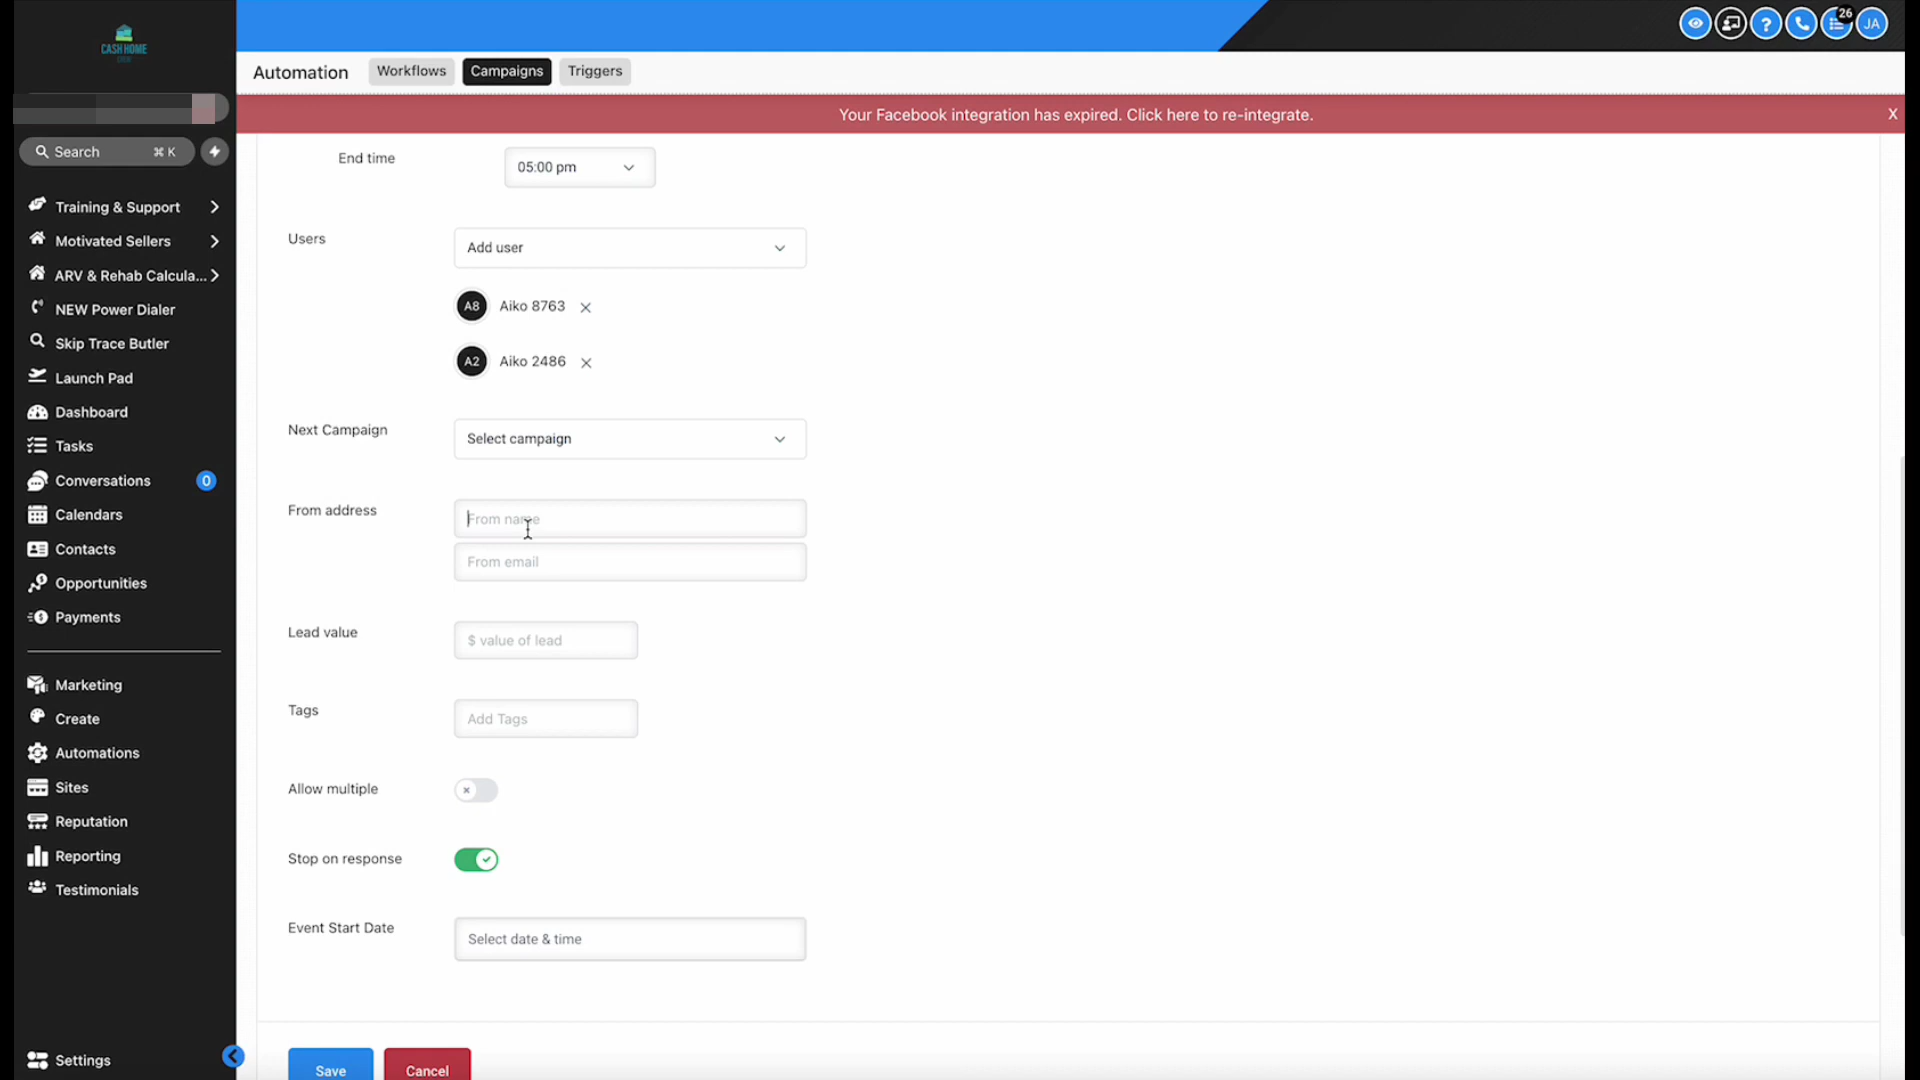 CASH HOME
CREW
26
JA
Automation
Workflows
Campaigns
Triggers
Your Facebook integration has expired. Click here to re-integrate.
X
Search
⌘ K
Training & Support
Motivated Sellers
ARV & Rehab Calcula...
NEW Power Dialer
Skip Trace Butler
Launch Pad
Dashboard
Tasks
Conversations
0
Calendars
Contacts
Opportunities
Payments
Marketing
Create
Automations
Sites
Reputation
Reporting
Testimonials
Settings
End time
05:00 pm
Users
Add user
A8
Aiko 8763
A2
Aiko 2486
Next Campaign
Select campaign
From address
From name
From email
Lead value
$ value of lead
Tags
Add Tags
Allow multiple
Stop on response
Event Start Date
Select date & time
Save
Cancel